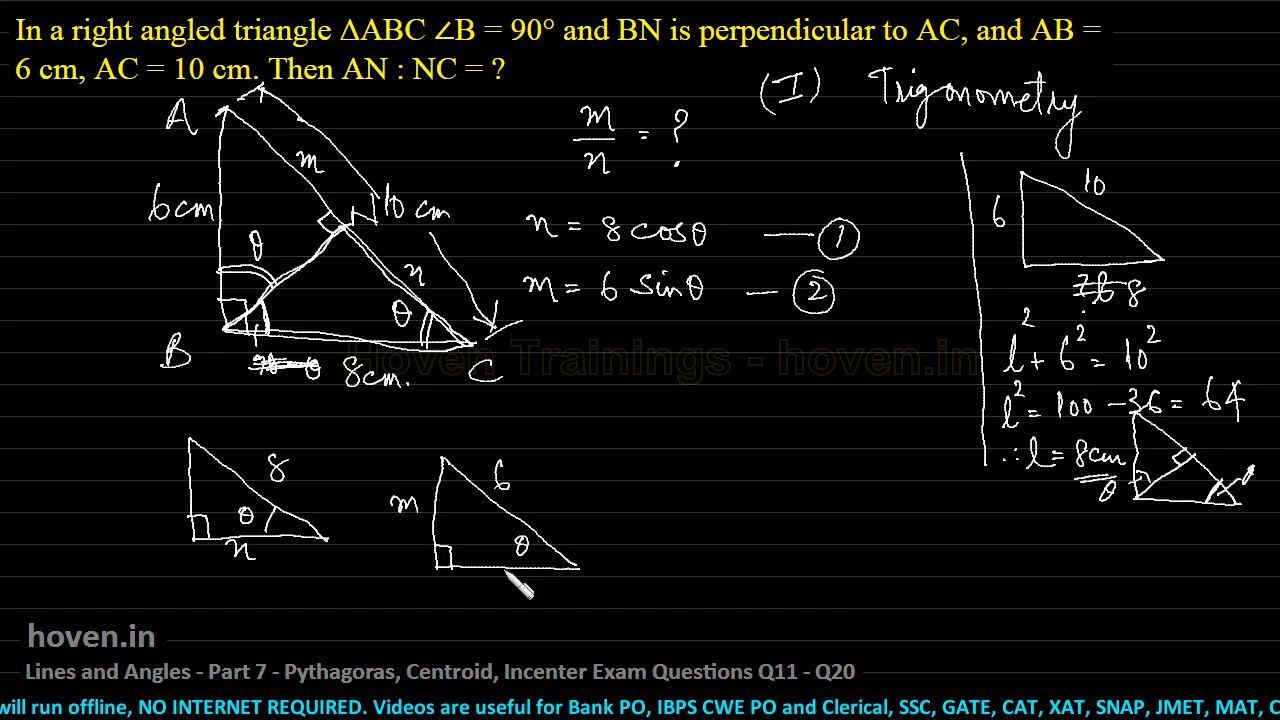 In a right angled triangle ΔABC ∠B = 90° and BN is perpendicular to AC, and AB =
6 cm, AC = 10 cm. Then AN : NC = ?
(I) Trigonometry
A
m
6cm
10 cm
N
θ
n
θ
B
8cm.
C
m/n = ?
n = 8 cosθ — ①
m = 6 sinθ — ②
6
10
8
l² + 6² = 10²
l² = 100 - 36 = 64
∴ l = 8cm
θ
8
θ
n
m
6
θ
Hoven Trainings - hoven.in
hoven.in
Lines and Angles - Part 7 - Pythagoras, Centroid, Incenter Exam Questions Q11 - Q20
will run offline, NO INTERNET REQUIRED. Videos are useful for Bank PO, IBPS CWE PO and Clerical, SSC, GATE, CAT, XAT, SNAP, JMET, MAT,